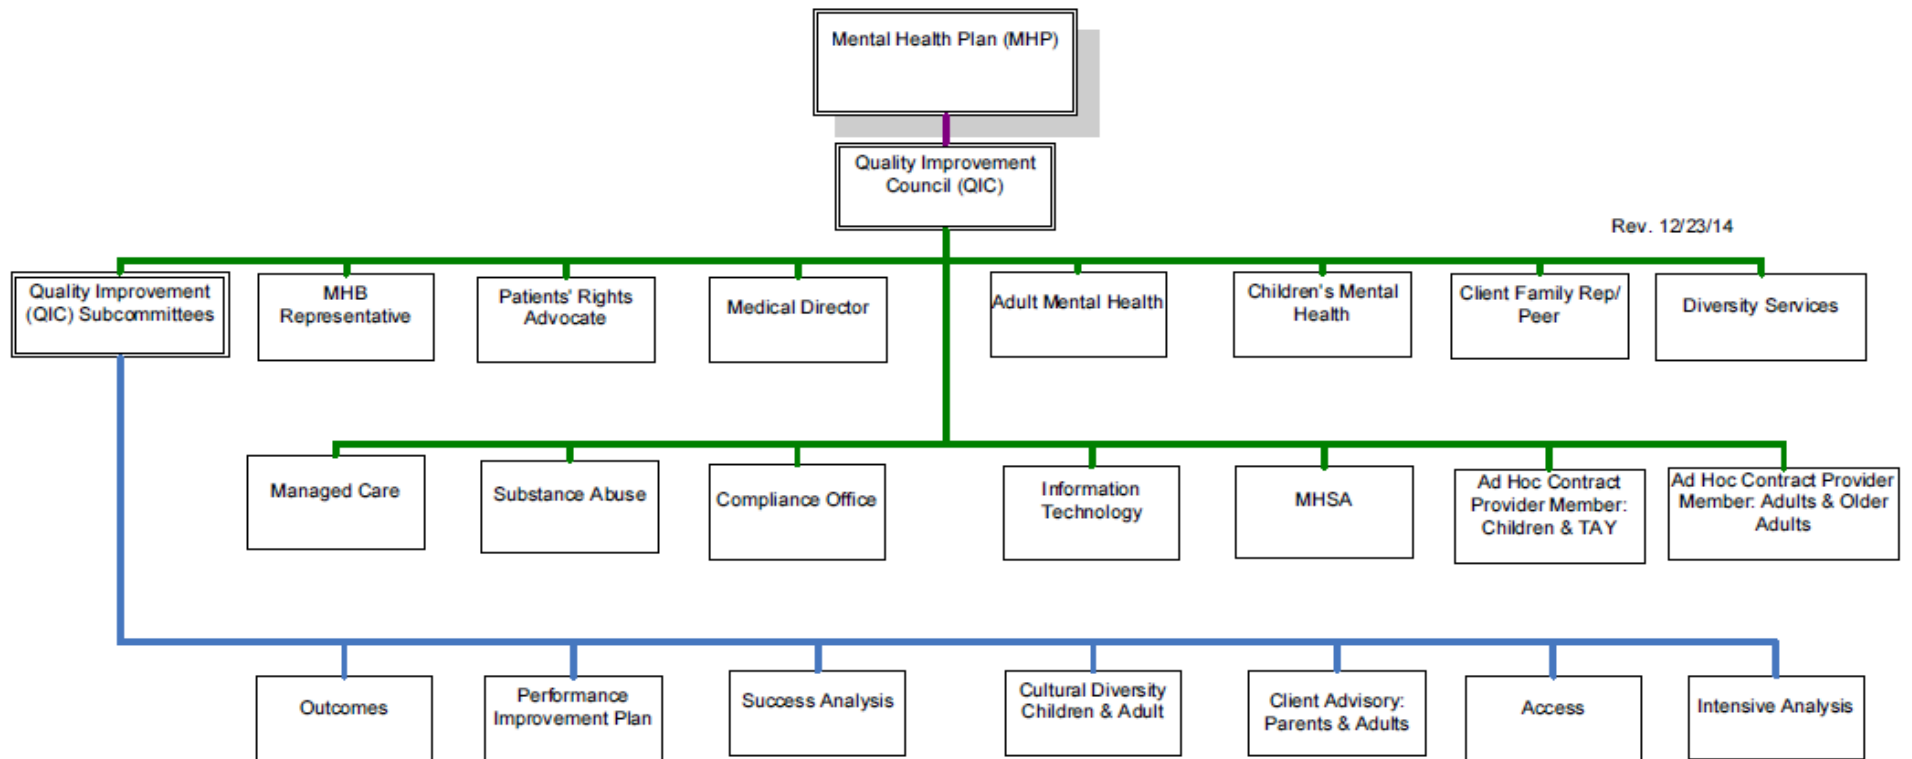 Mental Health Plan (MHP)
Quality Improvement
Council (QIC)
Rev. 12/23/14
Quality Improvement
(QIC) Subcommittees
MHB
Representative
Patients' Rights
Advocate
Medical Director
Adult Mental Health
Children's Mental
Health
Client Family Rep/
Peer
Diversity Services
Managed Care
Substance Abuse
Compliance Office
Information
Technology
MHSA
Ad Hoc Contract
Provider Member:
Children & TAY
Ad Hoc Contract Provider
Member: Adults & Older
Adults
Outcomes
Performance
Improvement Plan
Success Analysis
Cultural Diversity
Children & Adult
Client Advisory:
Parents & Adults
Access
Intensive Analysis